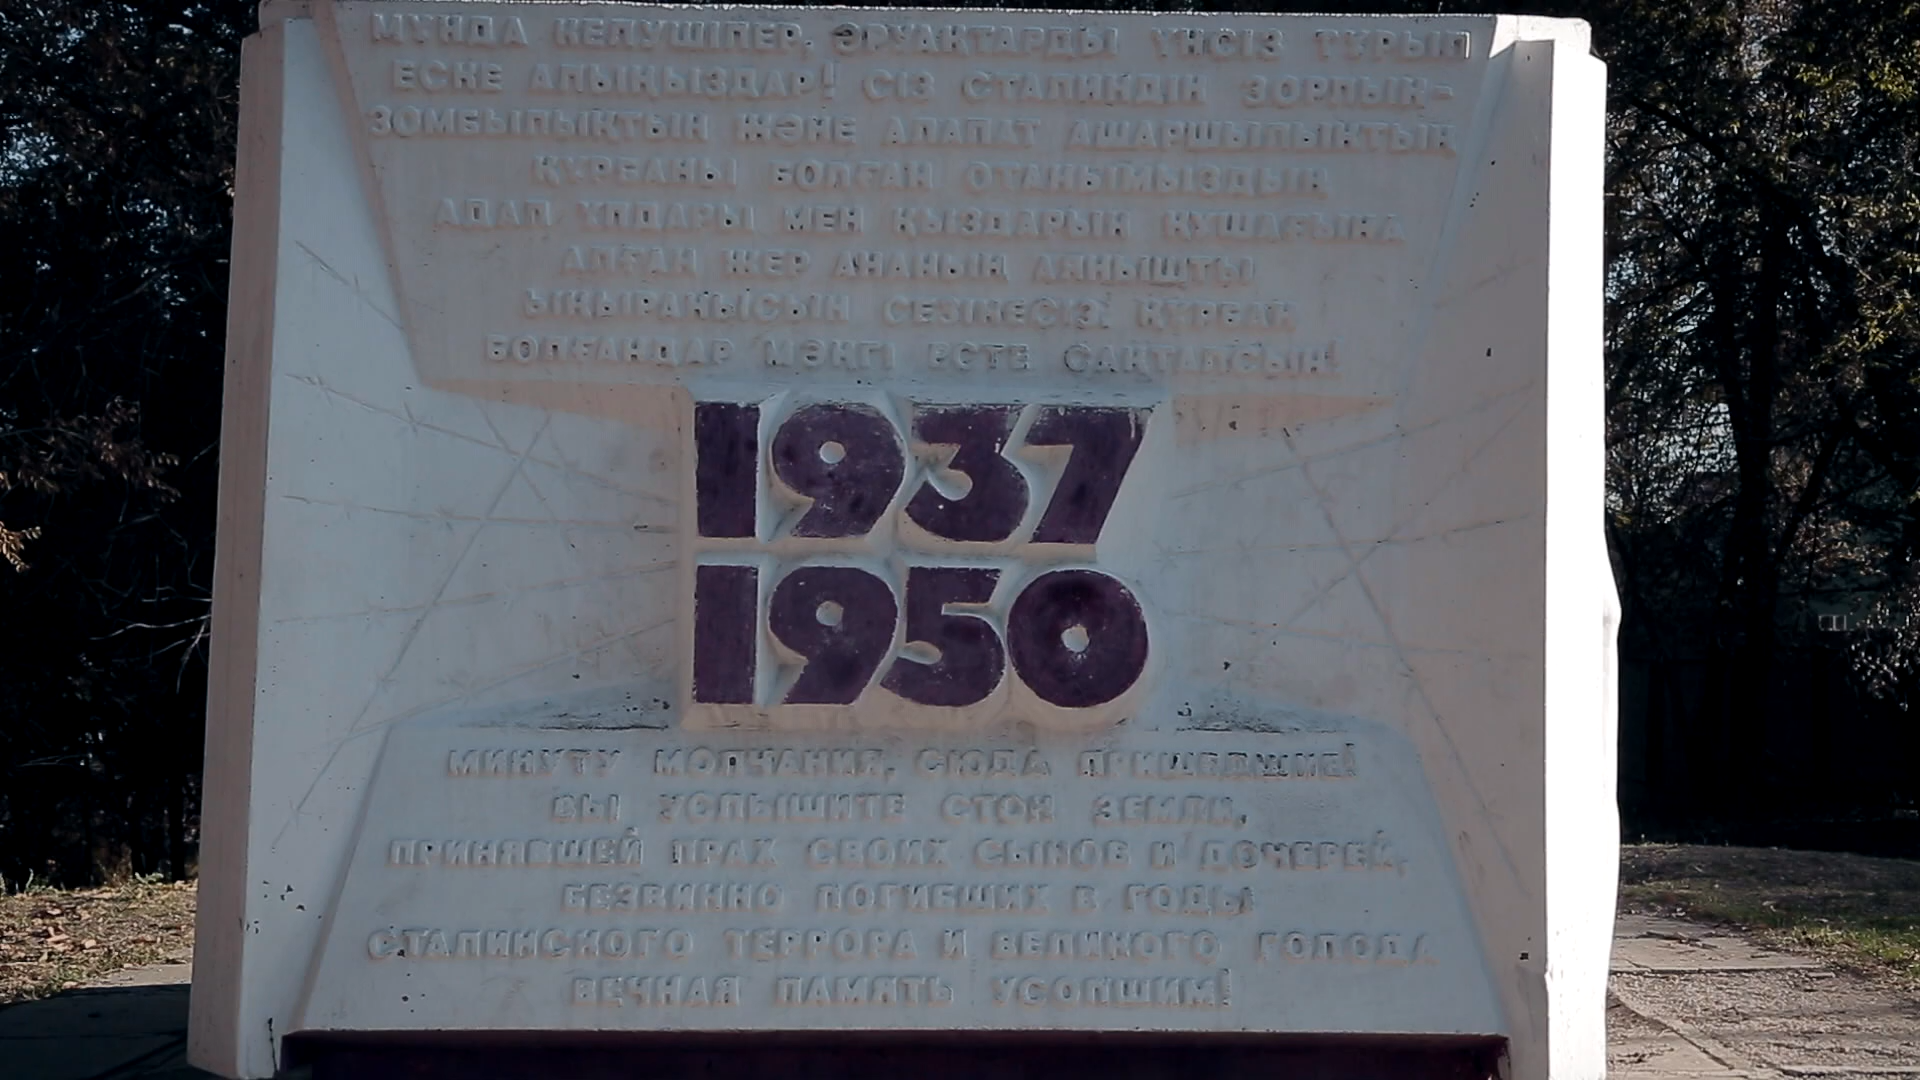 МҰНДА КЕЛУШІЛЕР, ӘРУАҚТАРДЫ ҮНСІЗ ТҰРЫП
ЕСКЕ АЛЫҢЫЗДАР! СІЗ СТАЛИНДІК ЗОРЛЫҚ-
ЗОМБЫЛЫҚТЫҢ ЖӘНЕ АЛАПАТ АШАРШЫЛЫҚТЫҢ
ҚҰРБАНЫ БОЛҒАН ОТАНЫМЫЗДЫҢ
АДАЛ ҰЛДАРЫ МЕН ҚЫЗДАРЫН ҚҰШАҒЫНА
АЛҒАН ЖЕР АНАНЫҢ АЯНЫШТЫ
ЫҢЫРАНЫСЫН СЕЗІНЕСІЗ. ҚҰРБАН
БОЛҒАНДАР МӘҢГІ ЕСТЕ САҚТАЛСЫН!
1937
1950
МИНУТУ МОЛЧАНИЯ, СЮДА ПРИШЕДШИЕ!
ВЫ УСЛЫШИТЕ СТОН ЗЕМЛИ,
ПРИНЯВШЕЙ ПРАХ СВОИХ СЫНОВ И ДОЧЕРЕЙ,
БЕЗВИННО ПОГИБШИХ В ГОДЫ
СТАЛИНСКОГО ТЕРРОРА И ВЕЛИКОГО ГОЛОДА
ВЕЧНАЯ ПАМЯТЬ УСОПШИМ!